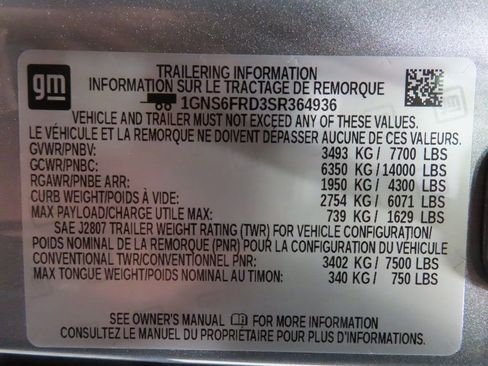 gm
TRAILERING INFORMATION
INFORMATION SUR LE TRACTAGE DE REMORQUE
1GNS6FRD3SR364936
VEHICLE AND TRAILER MUST NOT EXCEED ANY OF THESE VALUES.
LE VÉHICULE ET LA REMORQUE NE DOIVENT DÉPASSER AUCUNE DE CES VALEURS.
GVWR/PNBV: 3493 KG / 7700 LBS
GCWR/PNBC: 6350 KG / 14000 LBS
RGAWR/PNBE ARR: 1950 KG / 4300 LBS
CURB WEIGHT/POIDS À VIDE: 2754 KG / 6071 LBS
MAX PAYLOAD/CHARGE UTILE MAX: 739 KG / 1629 LBS
SAE J2807 TRAILER WEIGHT RATING (TWR) FOR VEHICLE CONFIGURATION/
POIDS NOMINAL DE LA REMORQUE (PNR) POUR LA CONFIGURATION DU VÉHICULE
CONVENTIONAL TWR/CONVENTIONNEL PNR: 3402 KG / 7500 LBS
MAX TONGUE WEIGHT/POIDS MAXIMAL AU TIMON: 340 KG / 750 LBS
SEE OWNER'S MANUAL FOR MORE INFORMATION
CONSULTEZ LE MANUEL DU PROPRIÉTAIRE POUR PLUS D'INFORMATIONS.